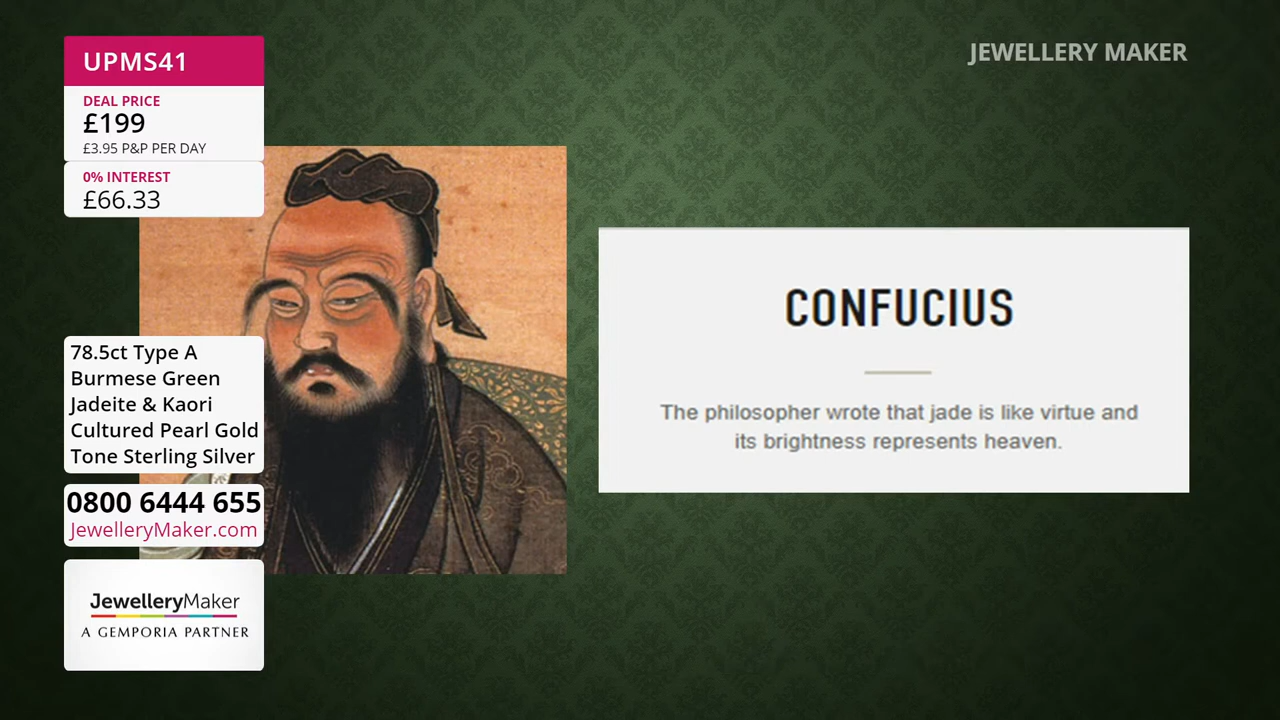 UPMS41
DEAL PRICE
£199
£3.95 P&P PER DAY
0% INTEREST
£66.33
78.5ct Type A
Burmese Green
Jadeite & Kaori
Cultured Pearl Gold
Tone Sterling Silver
0800 6444 655
JewelleryMaker.com
JewelleryMaker
A GEMPORIA PARTNER
JEWELLERY MAKER
CONFUCIUS
The philosopher wrote that jade is like virtue and
its brightness represents heaven.